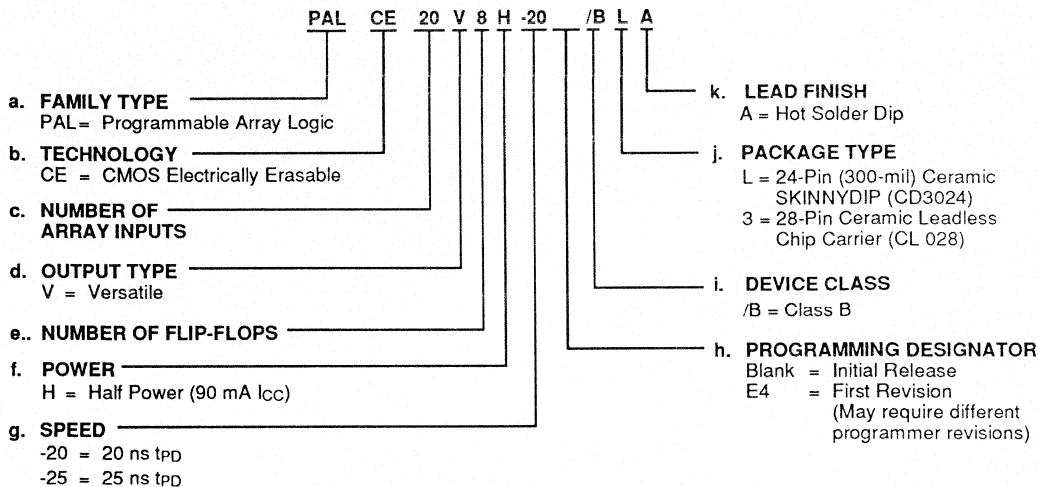 PAL CE 20 V 8 H -20 /B L A
a. FAMILY TYPE
PAL= Programmable Array Logic
b. TECHNOLOGY
CE = CMOS Electrically Erasable
c. NUMBER OF
ARRAY INPUTS
d. OUTPUT TYPE
V = Versatile
e.. NUMBER OF FLIP-FLOPS
f. POWER
H = Half Power (90 mA ICC)
g. SPEED
-20 = 20 ns tPD
-25 = 25 ns tPD
k. LEAD FINISH
A = Hot Solder Dip
j. PACKAGE TYPE
L = 24-Pin (300-mil) Ceramic
SKINNYDIP (CD3024)
3 = 28-Pin Ceramic Leadless
Chip Carrier (CL 028)
i. DEVICE CLASS
/B = Class B
h. PROGRAMMING DESIGNATOR
Blank = Initial Release
E4 = First Revision
(May require different
programmer revisions)